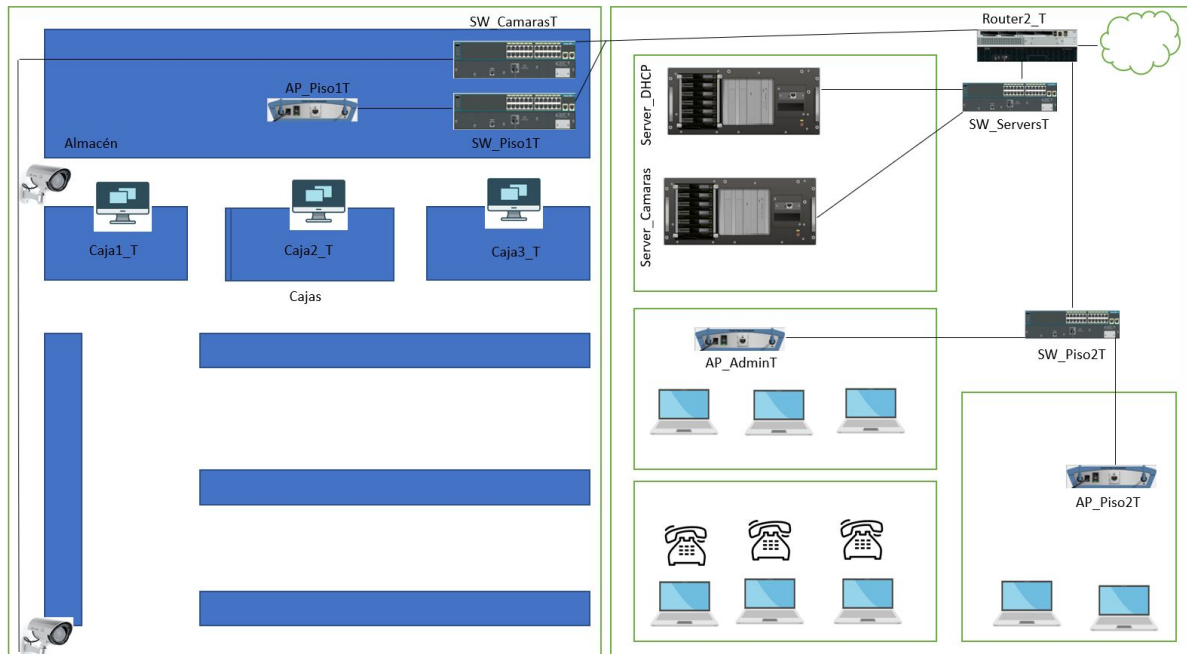 SW_CamarasT
Router2_T
AP_Piso1T
Almacén
SW_Piso1T
Server_DHCP
SW_ServersT
Server_Camaras
Caja1_T
Caja2_T
Caja3_T
Cajas
AP_AdminT
SW_Piso2T
AP_Piso2T